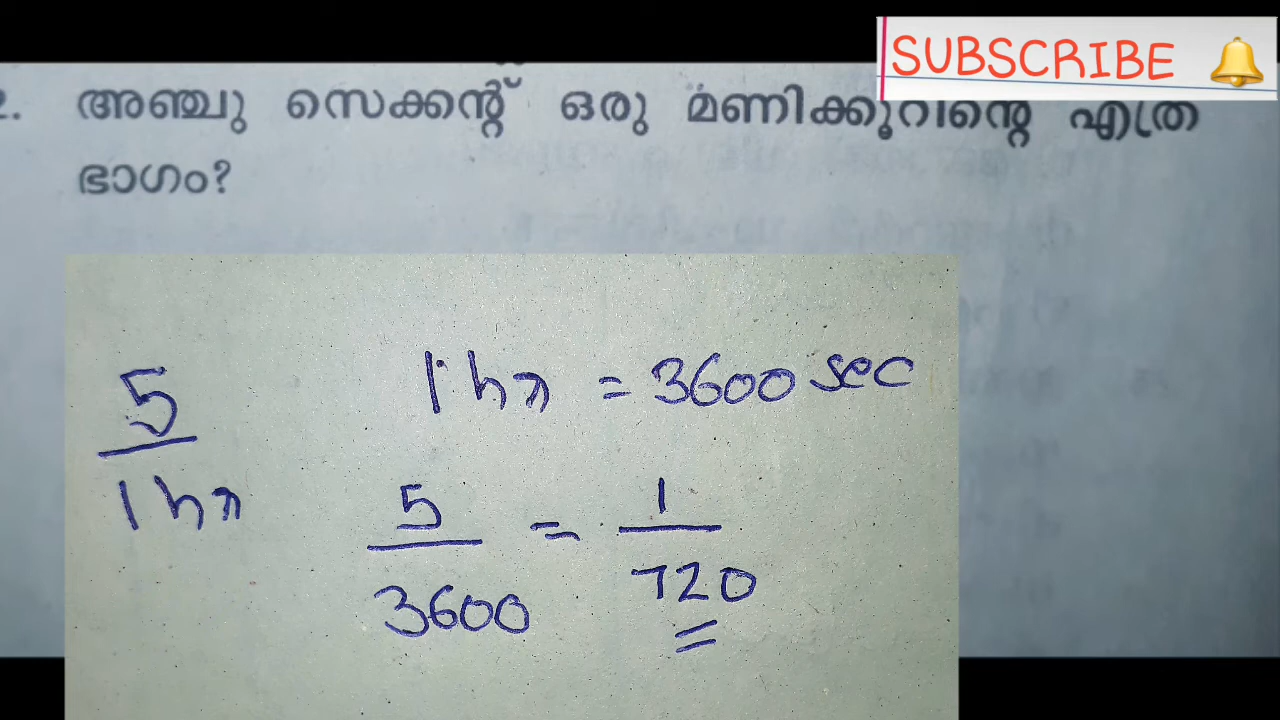 SUBSCRIBE
2. അഞ്ചു സെക്കന്റ് ഒരു മണിക്കൂറിന്റെ എത്ര
ഭാഗം?
1 hr = 3600 sec
5
1 hr
5
3600
=
1
720